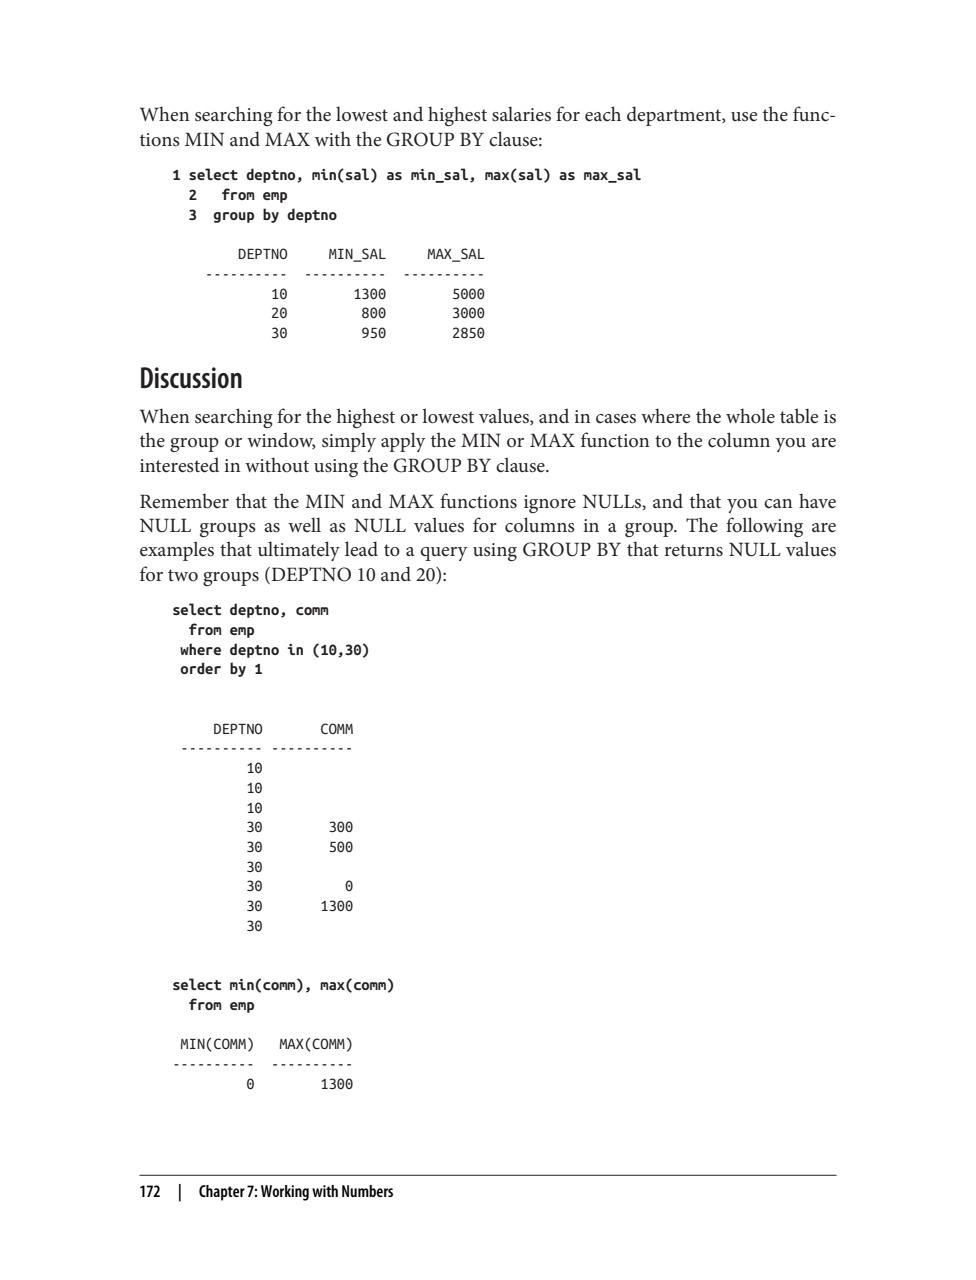 When searching for the lowest and highest salaries for each department, use the func-
tions MIN and MAX with the GROUP BY clause:
1 select deptno, min(sal) as min_sal, max(sal) as max_sal
2   from emp
3  group by deptno
DEPTNO     MIN_SAL     MAX_SAL
----------  ----------  ----------
10        1300        5000
20         800        3000
30         950        2850
Discussion
When searching for the highest or lowest values, and in cases where the whole table is
the group or window, simply apply the MIN or MAX function to the column you are
interested in without using the GROUP BY clause.
Remember that the MIN and MAX functions ignore NULLs, and that you can have
NULL groups as well as NULL values for columns in a group. The following are
examples that ultimately lead to a query using GROUP BY that returns NULL values
for two groups (DEPTNO 10 and 20):
select deptno, comm
from emp
where deptno in (10,30)
order by 1
DEPTNO       COMM
---------- ----------
10
10
10
30        300
30        500
30
30          0
30       1300
30
select min(comm), max(comm)
from emp
MIN(COMM)   MAX(COMM)
----------  ----------
0        1300
172 | Chapter 7: Working with Numbers